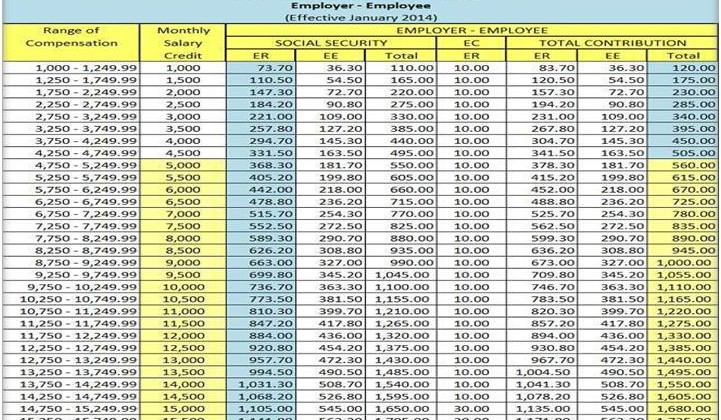 Employer - Employee
(Effective January 2014)
Range of Compensation Monthly Salary Credit EMPLOYER - EMPLOYEE
SOCIAL SECURITY EC TOTAL CONTRIBUTION
ER EE Total ER ER EE Total
1,000 - 1,249.99 1,000 73.70 36.30 110.00 10.00 83.70 36.30 120.00
1,250 - 1,749.99 1,500 110.50 54.50 165.00 10.00 120.50 54.50 175.00
1,750 - 2,249.99 2,000 147.30 72.70 220.00 10.00 157.30 72.70 230.00
2,250 - 2,749.99 2,500 184.20 90.80 275.00 10.00 194.20 90.80 285.00
2,750 - 3,249.99 3,000 221.00 109.00 330.00 10.00 231.00 109.00 340.00
3,250 - 3,749.99 3,500 257.80 127.20 385.00 10.00 267.80 127.20 395.00
3,750 - 4,249.99 4,000 294.70 145.30 440.00 10.00 304.70 145.30 450.00
4,250 - 4,749.99 4,500 331.50 163.50 495.00 10.00 341.50 163.50 505.00
4,750 - 5,249.99 5,000 368.30 181.70 550.00 10.00 378.30 181.70 560.00
5,250 - 5,749.99 5,500 405.20 199.80 605.00 10.00 415.20 199.80 615.00
5,750 - 6,249.99 6,000 442.00 218.00 660.00 10.00 452.00 218.00 670.00
6,250 - 6,749.99 6,500 478.80 236.20 715.00 10.00 488.80 236.20 725.00
6,750 - 7,249.99 7,000 515.70 254.30 770.00 10.00 525.70 254.30 780.00
7,250 - 7,749.99 7,500 552.50 272.50 825.00 10.00 562.50 272.50 835.00
7,750 - 8,249.99 8,000 589.30 290.70 880.00 10.00 599.30 290.70 890.00
8,250 - 8,749.99 8,500 626.20 308.80 935.00 10.00 636.20 308.80 945.00
8,750 - 9,249.99 9,000 663.00 327.00 990.00 10.00 673.00 327.00 1,000.00
9,250 - 9,749.99 9,500 699.80 345.20 1,045.00 10.00 709.80 345.20 1,055.00
9,750 - 10,249.99 10,000 736.70 363.30 1,100.00 10.00 746.70 363.30 1,110.00
10,250 - 10,749.99 10,500 773.50 381.50 1,155.00 10.00 783.50 381.50 1,165.00
10,750 - 11,249.99 11,000 810.30 399.70 1,210.00 10.00 820.30 399.70 1,220.00
11,250 - 11,749.99 11,500 847.20 417.80 1,265.00 10.00 857.20 417.80 1,275.00
11,750 - 12,249.99 12,000 884.00 436.00 1,320.00 10.00 894.00 436.00 1,330.00
12,250 - 12,749.99 12,500 920.80 454.20 1,375.00 10.00 930.80 454.20 1,385.00
12,750 - 13,249.99 13,000 957.70 472.30 1,430.00 10.00 967.70 472.30 1,440.00
13,250 - 13,749.99 13,500 994.50 490.50 1,485.00 10.00 1,004.50 490.50 1,495.00
13,750 - 14,249.99 14,000 1,031.30 508.70 1,540.00 10.00 1,041.30 508.70 1,550.00
14,250 - 14,749.99 14,500 1,068.20 526.80 1,595.00 10.00 1,078.20 526.80 1,605.00
14,750 - 15,249.99 15,000 1,105.00 545.00 1,650.00 30.00 1,135.00 545.00 1,680.00